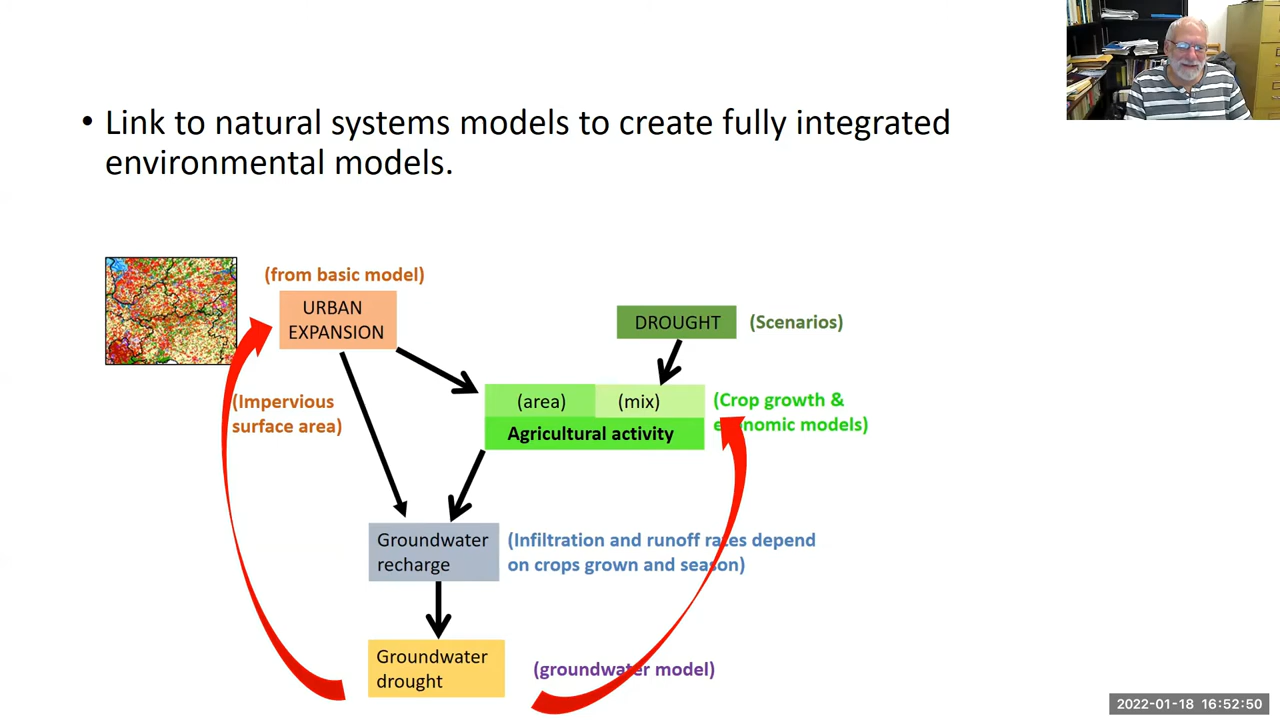 • Link to natural systems models to create fully integrated
environmental models.
(from basic model)
URBAN
EXPANSION
DROUGHT
(Scenarios)
(Impervious
surface area)
(area)
(mix)
Agricultural activity
(Crop growth &
economic models)
Groundwater
recharge
(Infiltration and runoff rates depend
on crops grown and season)
Groundwater
drought
(groundwater model)
2022-01-18 16:52:50